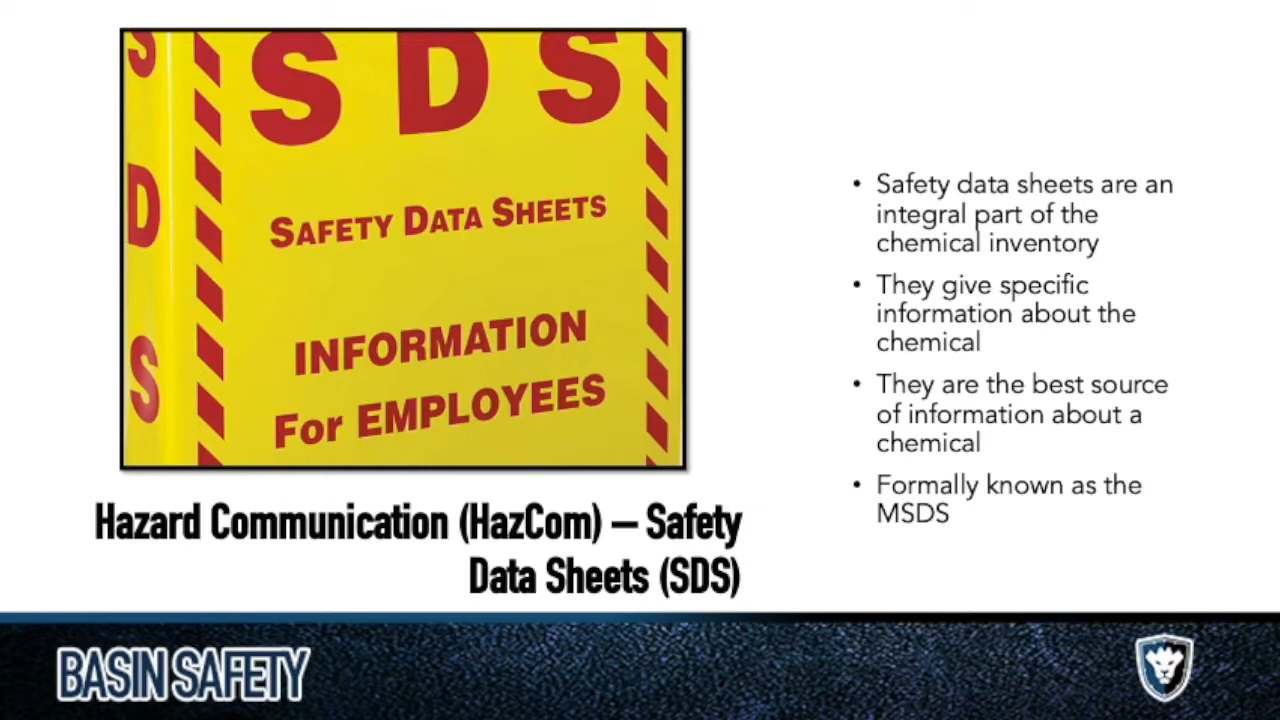 S D S
S
D
S
SAFETY DATA SHEETS
INFORMATION
For EMPLOYEES
Hazard Communication (HazCom) – Safety
Data Sheets (SDS)
• Safety data sheets are an
integral part of the
chemical inventory
• They give specific
information about the
chemical
• They are the best source
of information about a
chemical
• Formally known as the
MSDS
BASIN SAFETY